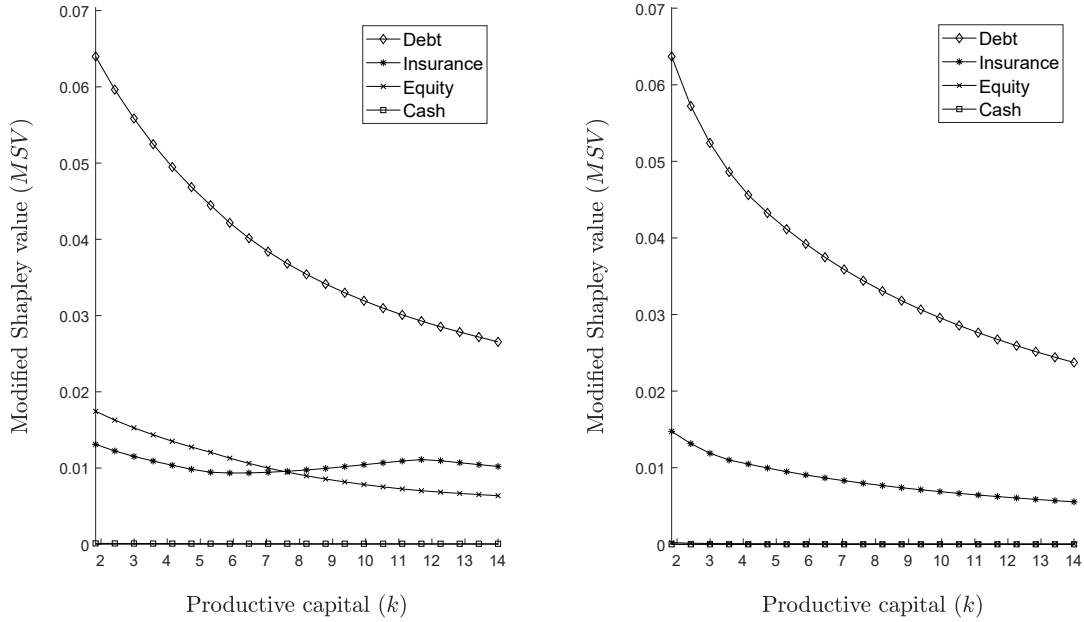 0.07
0.06
0.05
0.04
0.03
0.02
0.01
0
Modified Shapley value (MSV)
Debt
Insurance
Equity
Cash
2 3 4 5 6 7 8 9 10 11 12 13 14
Productive capital (k)
0.07
0.06
0.05
0.04
0.03
0.02
0.01
0
Modified Shapley value (MSV)
Debt
Insurance
Equity
Cash
2 3 4 5 6 7 8 9 10 11 12 13 14
Productive capital (k)